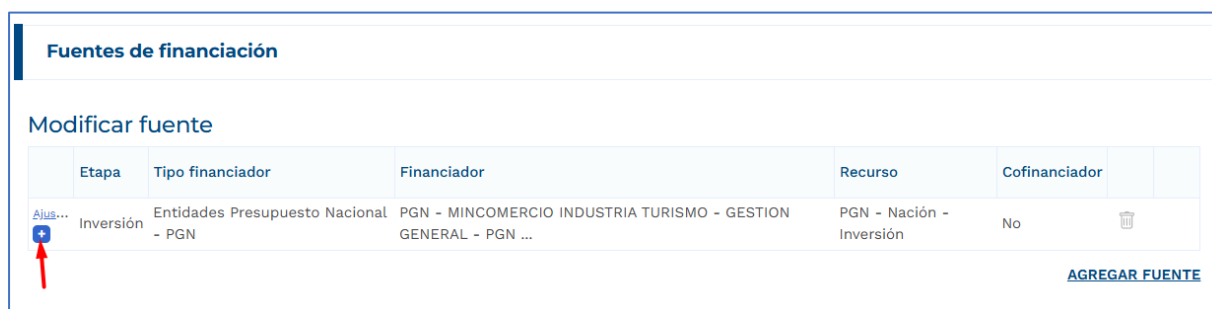 Fuentes de financiación
Modificar fuente
Etapa Tipo financiador Financiador Recurso Cofinanciador
Ajus... Inversión Entidades Presupuesto Nacional - PGN PGN - MINCOMERCIO INDUSTRIA TURISMO - GESTION GENERAL - PGN ... PGN - Nación - Inversión No
AGREGAR FUENTE